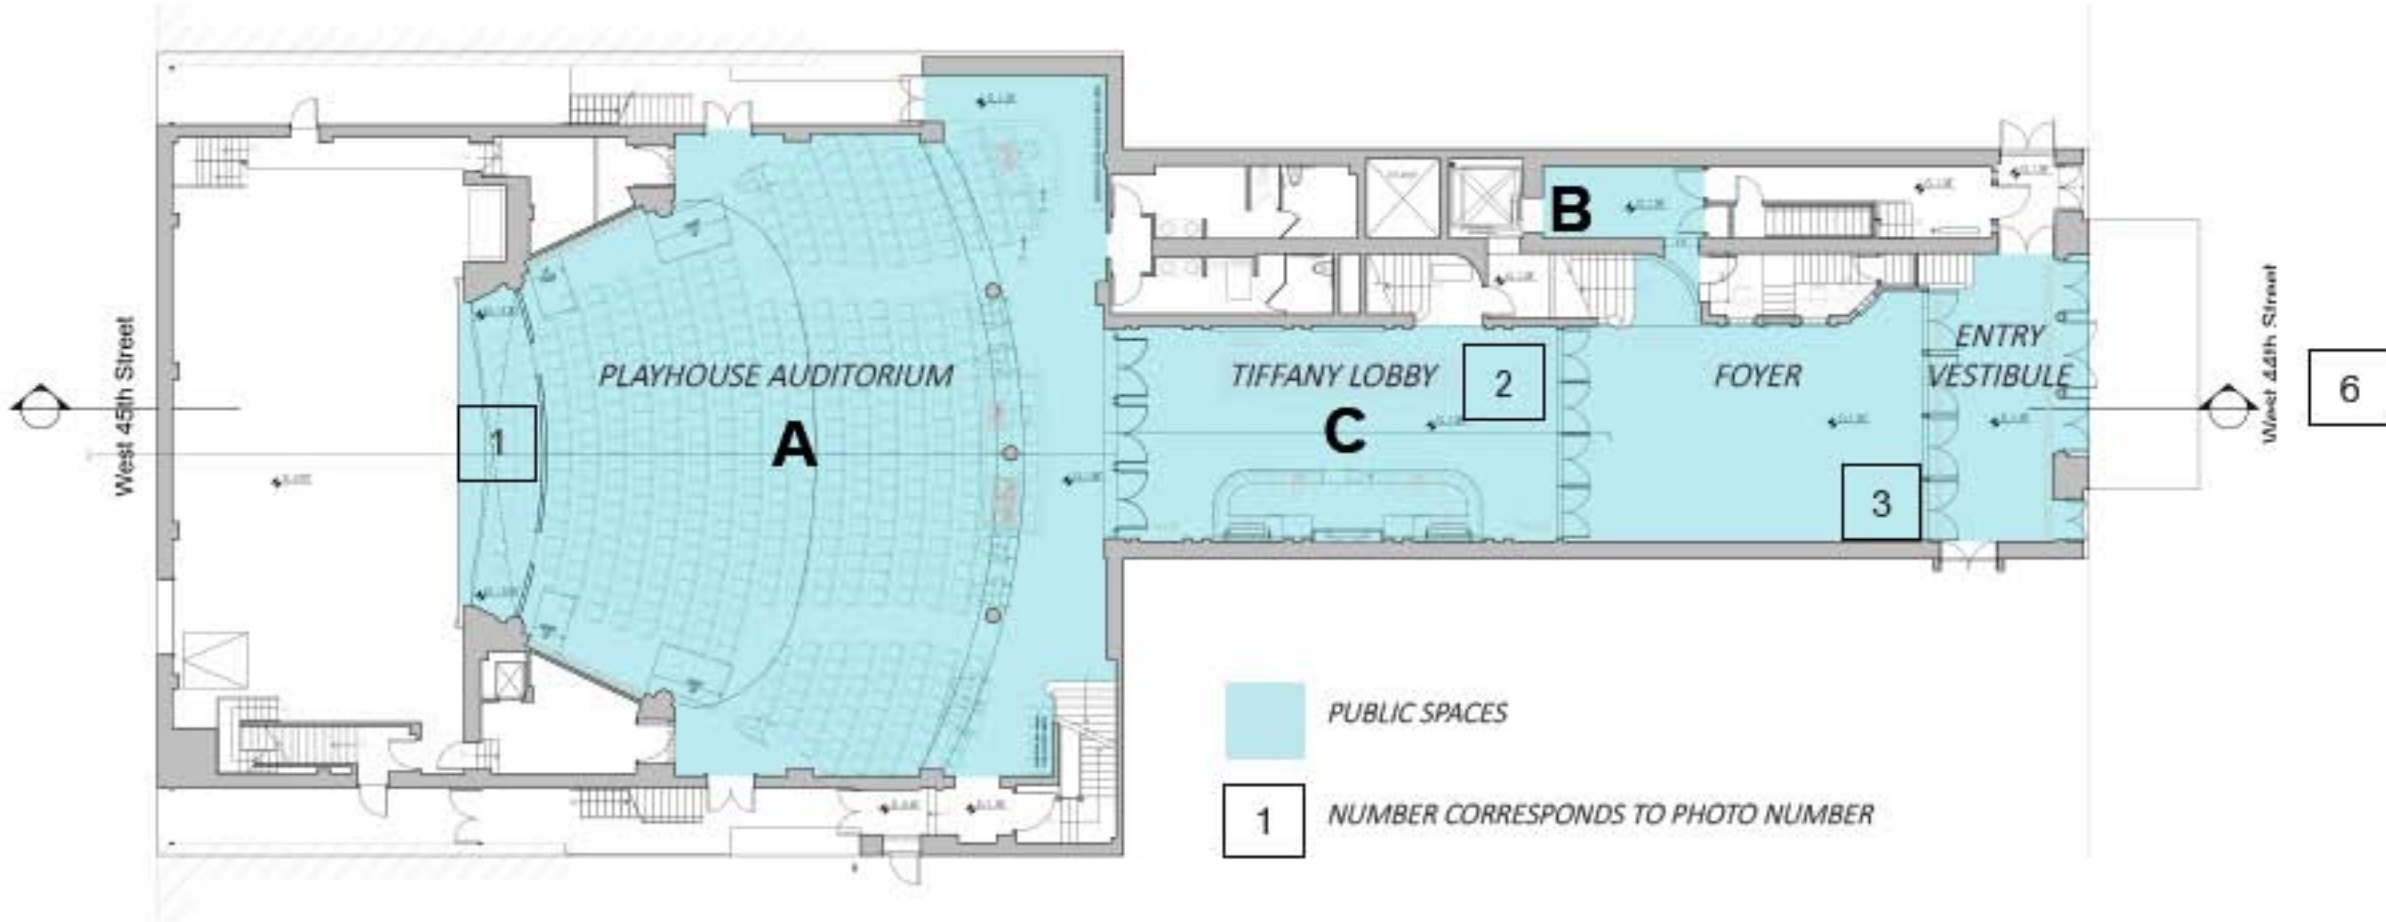 B
ENTRY
VESTIBULE
West 45th Street
PLAYHOUSE AUDITORIUM
TIFFANY LOBBY
2
FOYER
West 44th Street
6
1
A
C
3
PUBLIC SPACES
1
NUMBER CORRESPONDS TO PHOTO NUMBER